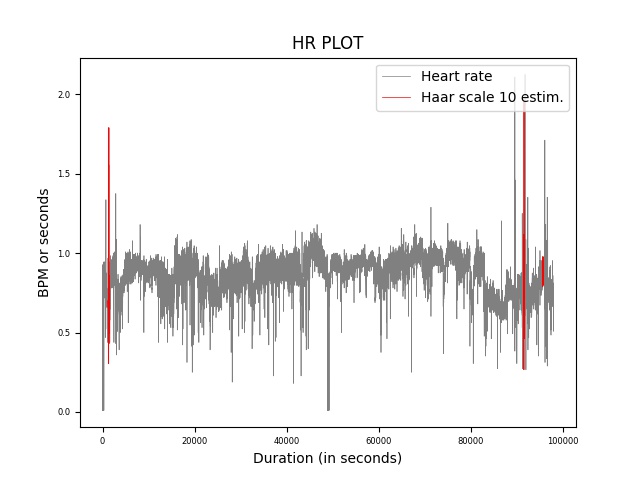 HR PLOT
Heart rate
Haar scale 10 estim.
2.0
1.5
1.0
0.5
0.0
BPM or seconds
0 20000 40000 60000 80000 100000
Duration (in seconds)